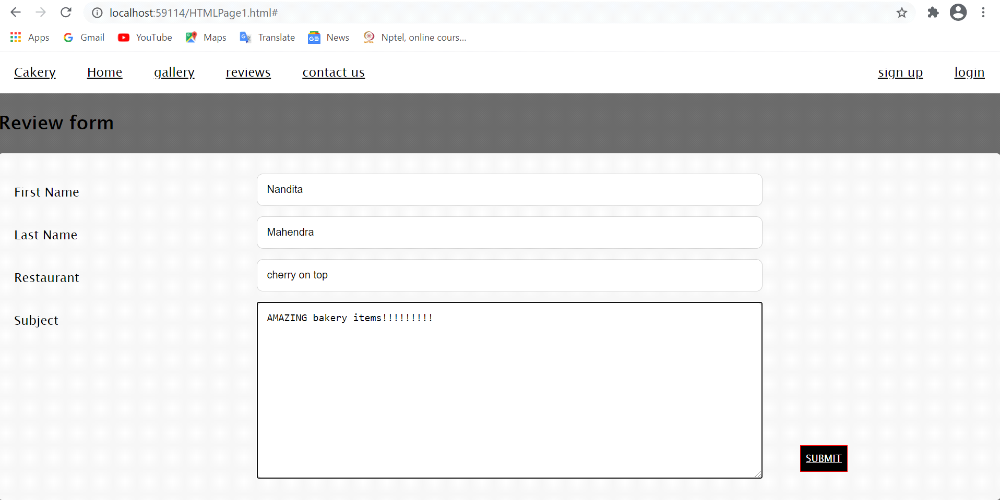 localhost:59114/HTMLPage1.html#
Apps Gmail YouTube Maps Translate News Nptel, online cours...
Cakery Home gallery reviews contact us sign up login
Review form
First Name Nandita
Last Name Mahendra
Restaurant cherry on top
Subject AMAZING bakery items!!!!!!!!!
SUBMIT